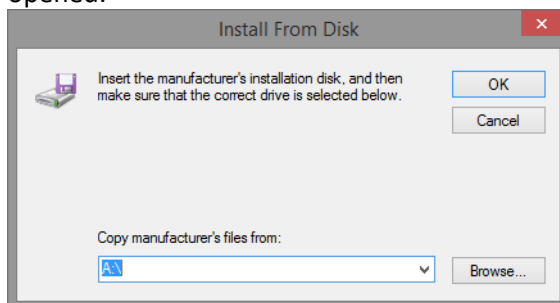 opened.
Install From Disk
Insert the manufacturer's installation disk, and then
make sure that the correct drive is selected below.
OK
Cancel
Copy manufacturer's files from:
A:\
Browse...